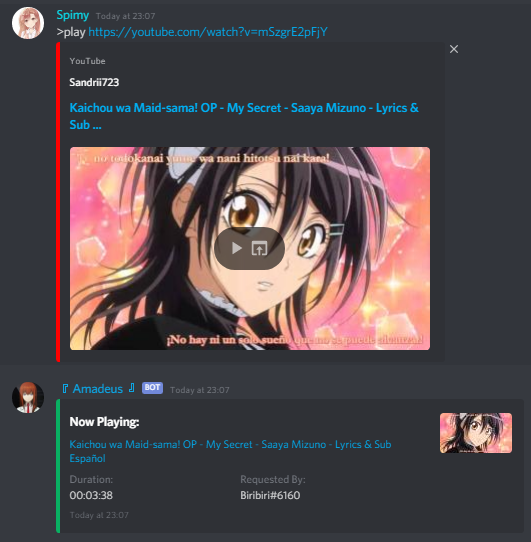 Spimy Today at 23:07
>play https://youtube.com/watch?v=mSzgrE2pFjY
YouTube
Sandrii723
Kaichou wa Maid-sama! OP - My Secret - Saaya Mizuno - Lyrics &
Sub ...
no todokanai yume wa nani hitotsu nai kara!
¡No hay ni un solo sueño que no se puede alcanzar!
『 Amadeus 』 BOT Today at 23:07
Now Playing:
Kaichou wa Maid-sama! OP - My Secret - Saaya Mizuno - Lyrics & Sub
Español
Duration: Requested By:
00:03:38 Biribiri#6160
Today at 23:07